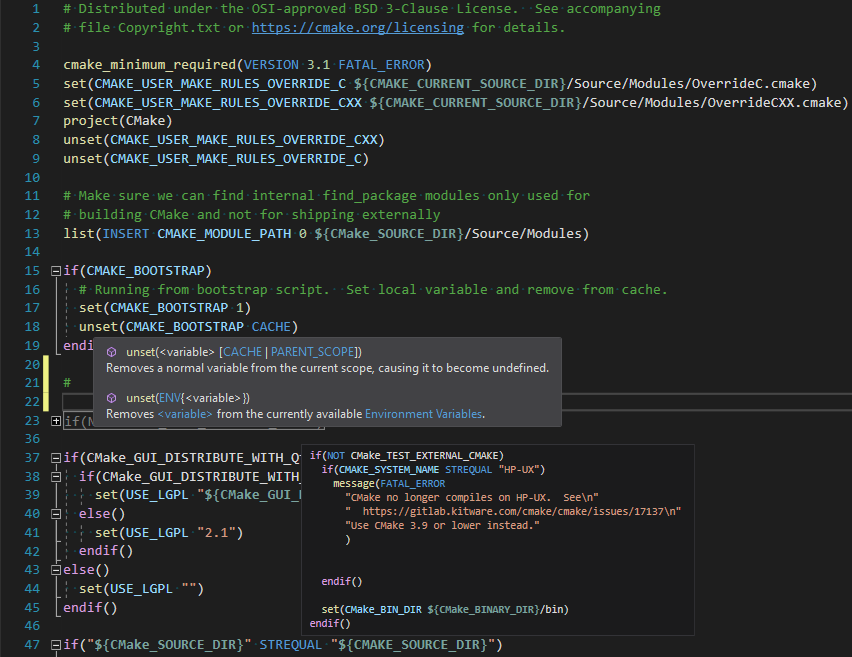 1 # Distributed under the OSI-approved BSD 3-Clause License.  See accompanying
2 # file Copyright.txt or https://cmake.org/licensing for details.
3
4 cmake_minimum_required(VERSION 3.1 FATAL_ERROR)
5 set(CMAKE_USER_MAKE_RULES_OVERRIDE_C ${CMAKE_CURRENT_SOURCE_DIR}/Source/Modules/OverrideC.cmake)
6 set(CMAKE_USER_MAKE_RULES_OVERRIDE_CXX ${CMAKE_CURRENT_SOURCE_DIR}/Source/Modules/OverrideCXX.cmake)
7 project(CMake)
8 unset(CMAKE_USER_MAKE_RULES_OVERRIDE_CXX)
9 unset(CMAKE_USER_MAKE_RULES_OVERRIDE_C)
10
11 # Make sure we can find internal find_package modules only used for
12 # building CMake and not for shipping externally
13 list(INSERT CMAKE_MODULE_PATH 0 ${CMake_SOURCE_DIR}/Source/Modules)
14
15 if(CMAKE_BOOTSTRAP)
16 # Running from bootstrap script.  Set local variable and remove from cache.
17 set(CMAKE_BOOTSTRAP 1)
18 unset(CMAKE_BOOTSTRAP CACHE)
19 endi
unset(<variable> [CACHE | PARENT_SCOPE])
Removes a normal variable from the current scope, causing it to become undefined.
unset(ENV{<variable>})
Removes <variable> from the currently available Environment Variables.
20
21 #
22
23 if(
36
37 if(CMake_GUI_DISTRIBUTE_WITH_Q
38 if(CMake_GUI_DISTRIBUTE_WITH_
39 set(USE_LGPL "${CMake_GUI_
40 else()
41 set(USE_LGPL "2.1")
42 endif()
43 else()
44 set(USE_LGPL "")
45 endif()
46
47 if("${CMake_SOURCE_DIR}" STREQUAL "${CMAKE_SOURCE_DIR}")
if(NOT CMake_TEST_EXTERNAL_CMAKE)
if(CMAKE_SYSTEM_NAME STREQUAL "HP-UX")
message(FATAL_ERROR
"CMake no longer compiles on HP-UX.  See\n"
"  https://gitlab.kitware.com/cmake/cmake/issues/17137\n"
"Use CMake 3.9 or lower instead."
)
endif()
set(CMake_BIN_DIR ${CMake_BINARY_DIR}/bin)
endif()